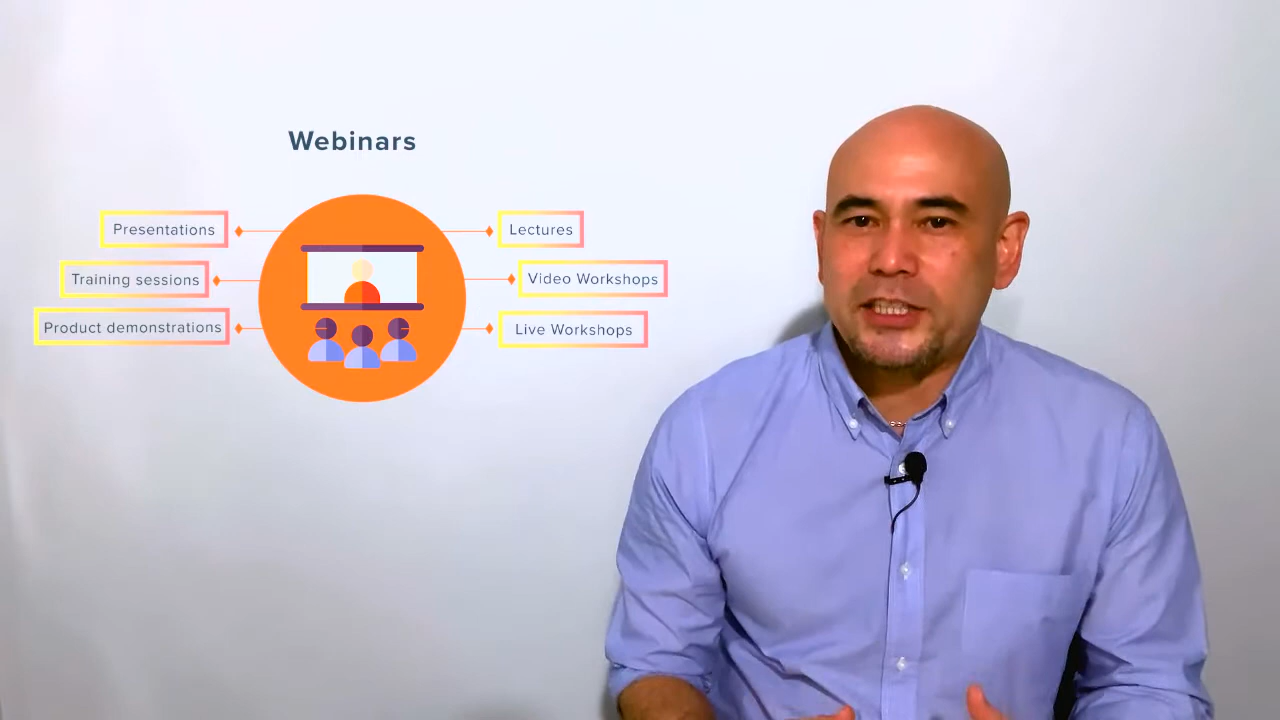 Webinars
Presentations
Training sessions
Product demonstrations
Lectures
Video Workshops
Live Workshops